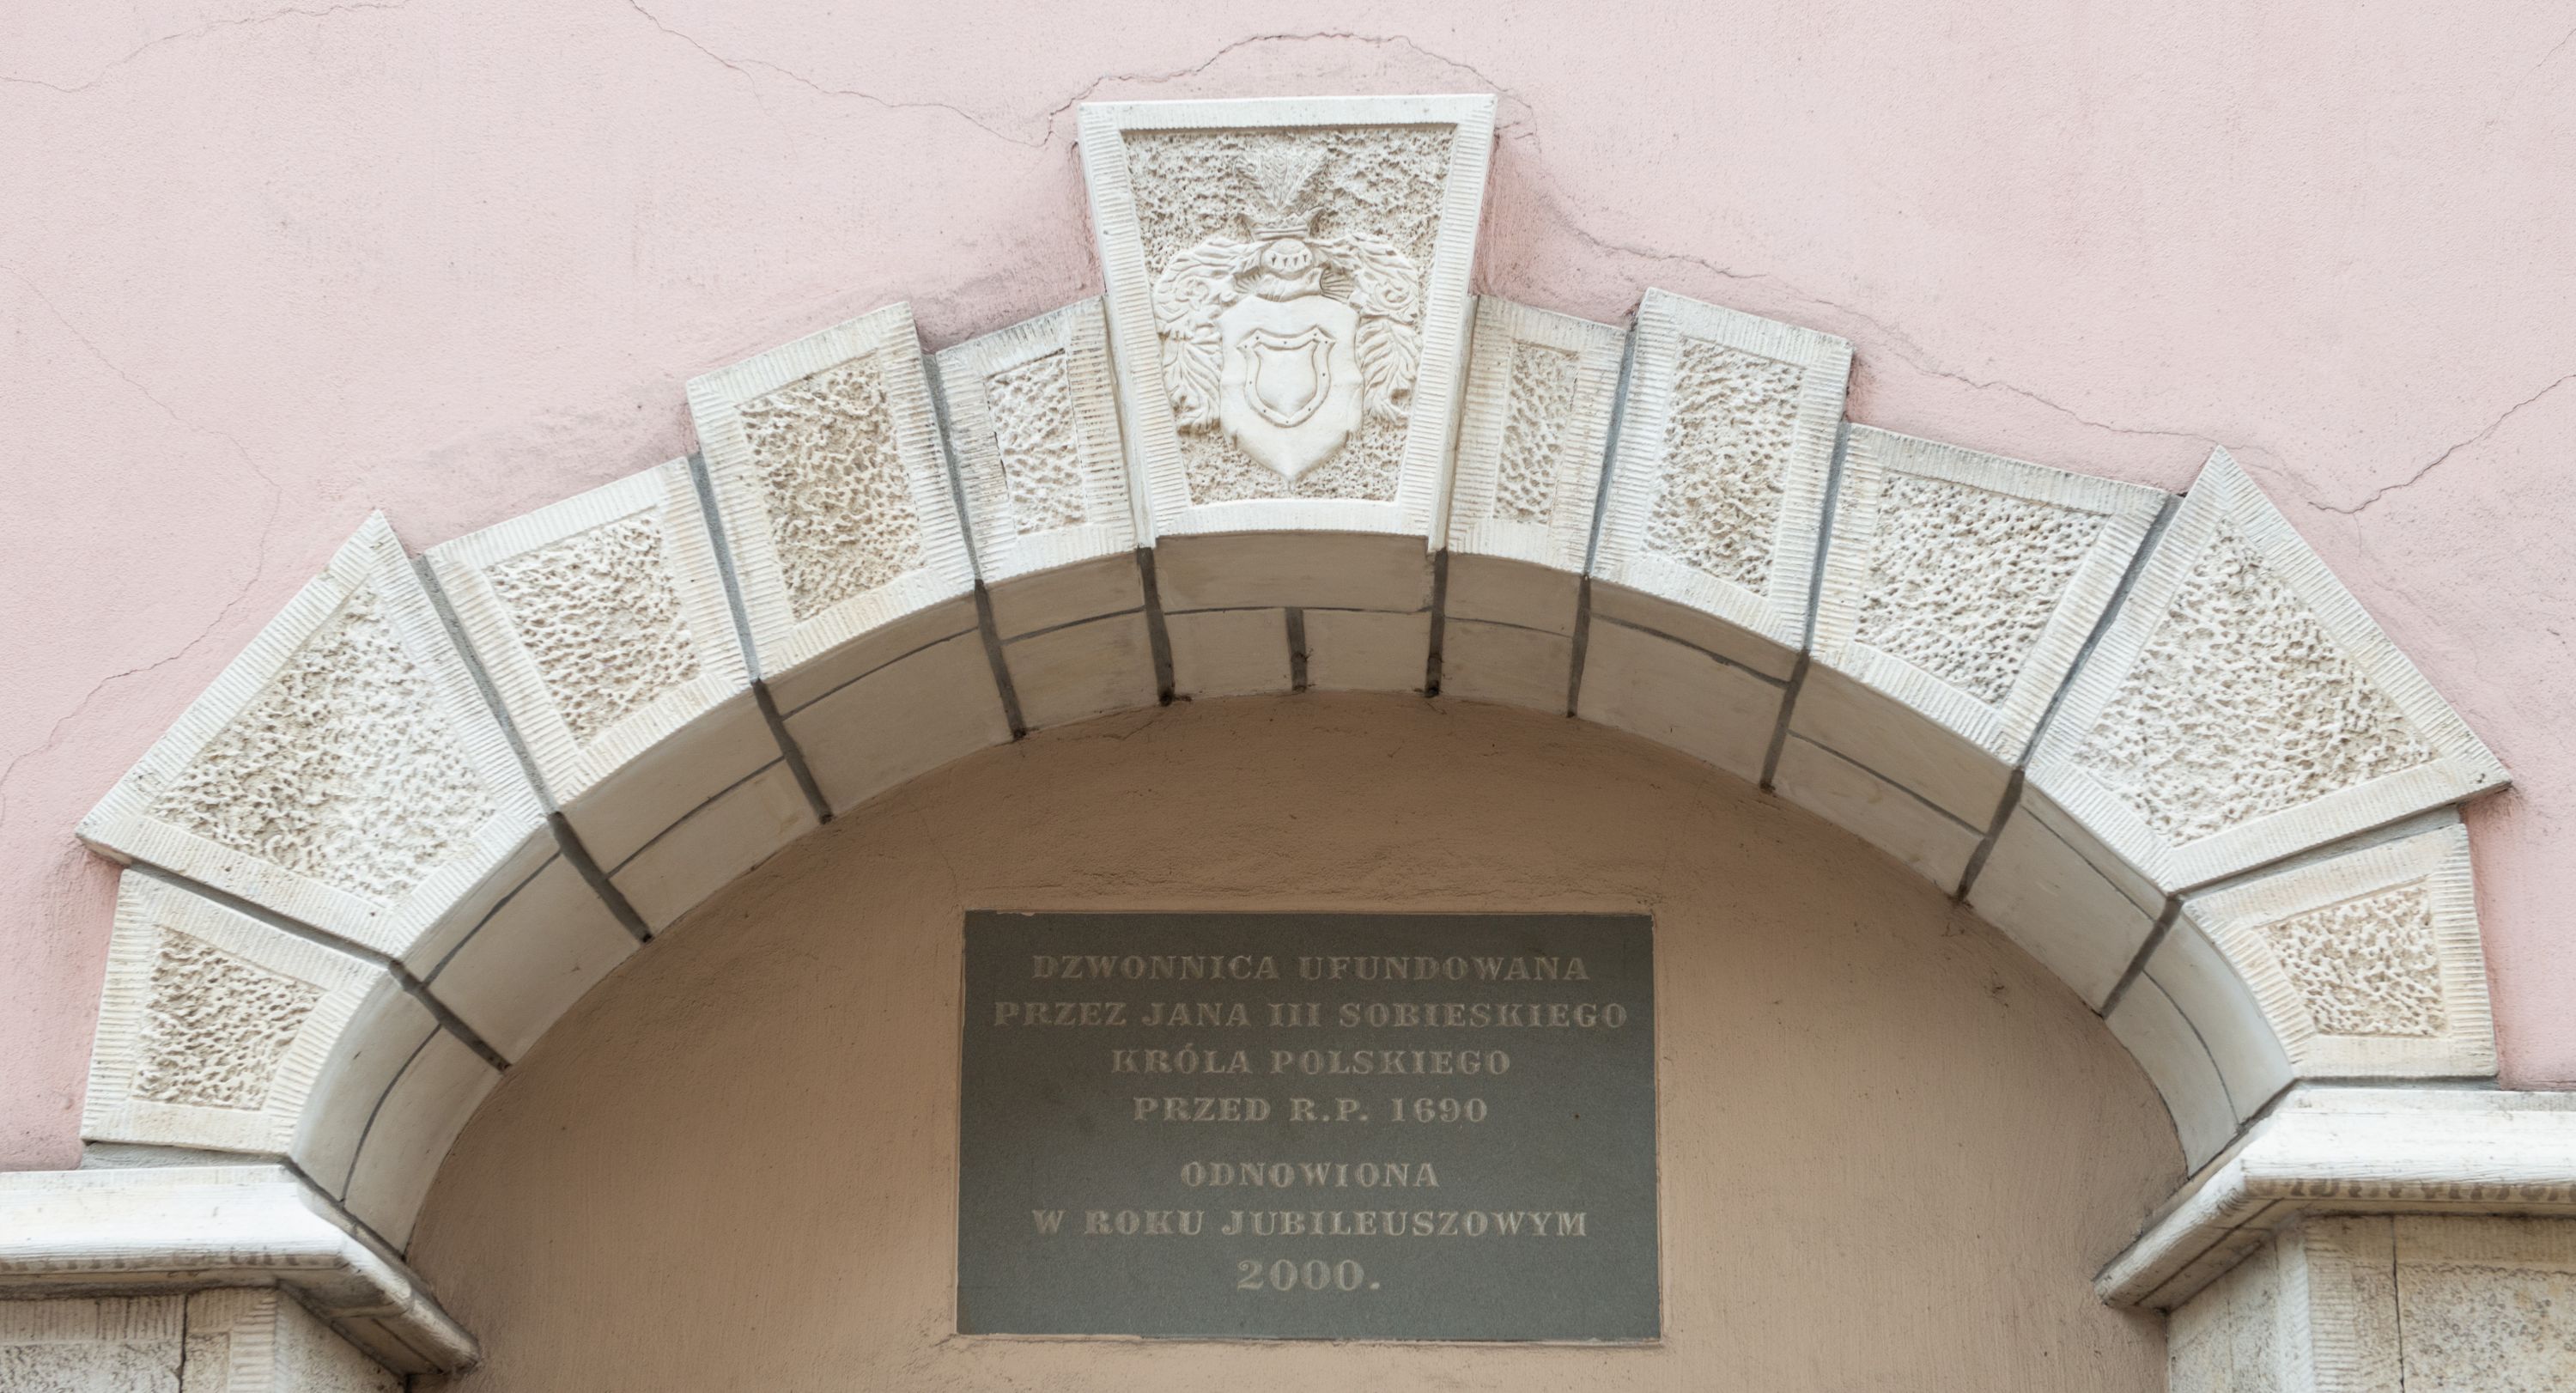 DZWONNICA UFUNDOWANA
PRZEZ JANA III SOBIESKIEGO
KRÓLA POLSKIEGO
PRZED R.P. 1690
ODNOWIONA
W ROKU JUBILEUSZOWYM
2000.